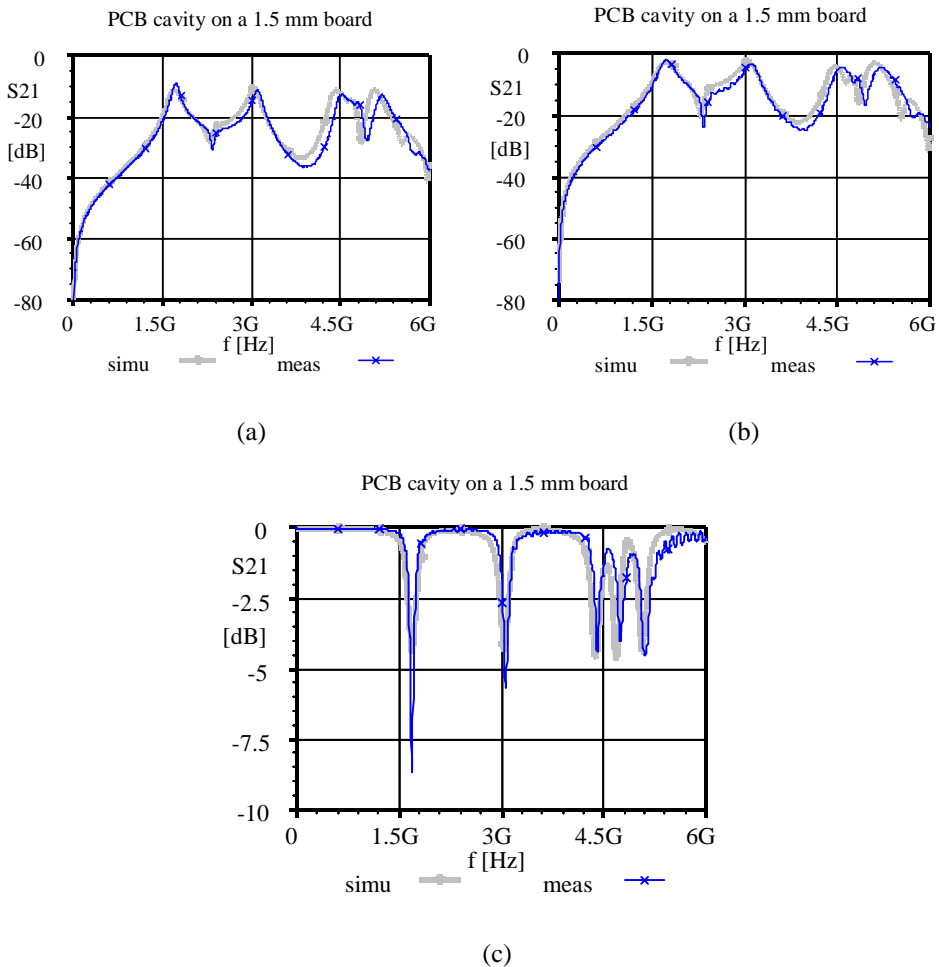 PCB cavity on a 1.5 mm board
0
S21
-20
[dB]
-40
-60
-80
0 1.5G 3G 4.5G 6G
f [Hz]
simu meas
(a)
PCB cavity on a 1.5 mm board
0
S21
-20
[dB]
-40
-60
-80
0 1.5G 3G 4.5G 6G
f [Hz]
simu meas
(b)
PCB cavity on a 1.5 mm board
0
S21
-2.5
[dB]
-5
-7.5
-10
0 1.5G 3G 4.5G 6G
f [Hz]
simu meas
(c)